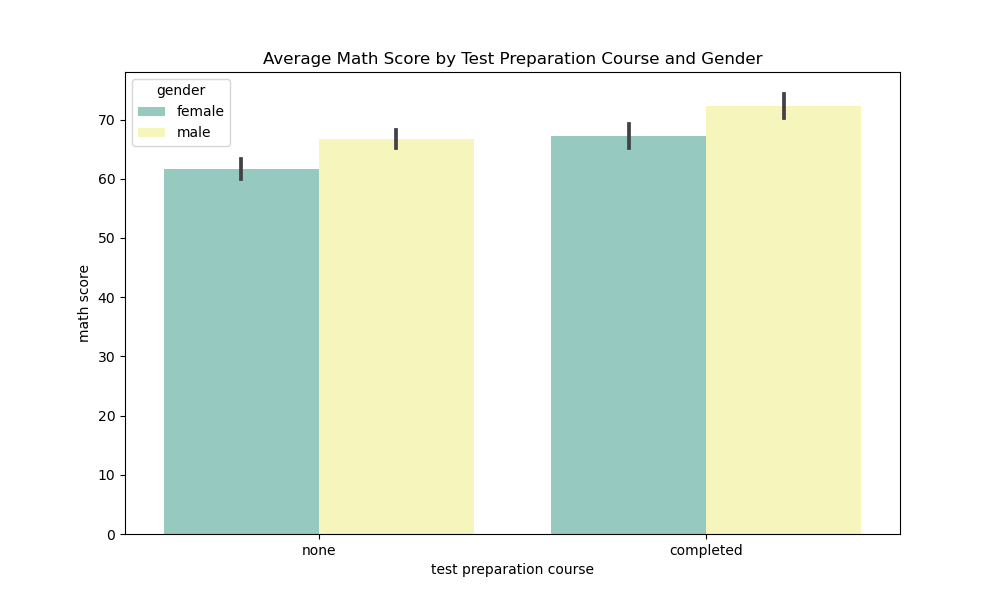 Average Math Score by Test Preparation Course and Gender
gender
female
male
70
60
50
40
30
20
10
0
math score
none
completed
test preparation course